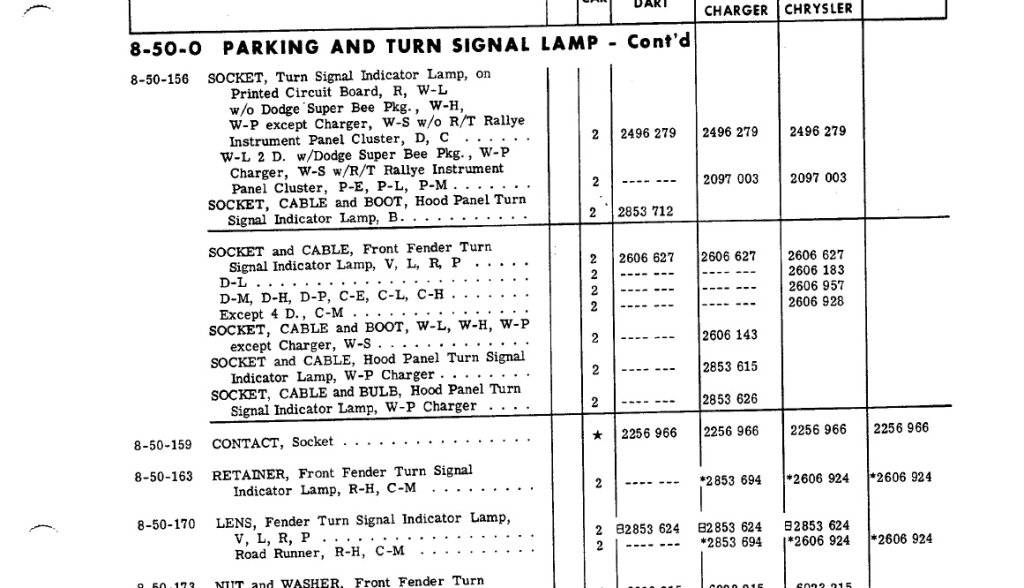 CAR DART CHARGER CHRYSLER
8-50-0 PARKING AND TURN SIGNAL LAMP - Cont'd
8-50-156 SOCKET, Turn Signal Indicator Lamp, on
Printed Circuit Board, R, W-L
w/o Dodge Super Bee Pkg., W-H,
W-P except Charger, W-S w/o R/T Rallye
Instrument Panel Cluster, D, C . . . . . . 2 2496 279 2496 279 2496 279
W-L 2 D. w/Dodge Super Bee Pkg., W-P
Charger, W-S w/R/T Rallye Instrument
Panel Cluster, P-E, P-L, P-M . . . . . . . 2 ---- --- 2097 003 2097 003
SOCKET, CABLE and BOOT, Hood Panel Turn
Signal Indicator Lamp, B. . . . . . . . . . . 2 2853 712
SOCKET and CABLE, Front Fender Turn
Signal Indicator Lamp, V, L, R, P . . . . . 2 2606 627 2606 627 2606 627
D-L . . . . . . . . . . . . . . . . . . . . . . . 2 ---- --- ---- --- 2606 183
D-M, D-H, D-P, C-E, C-L, C-H . . . . . . . 2 ---- --- ---- --- 2606 957
Except 4 D., C-M . . . . . . . . . . . . . . . 2 ---- --- ---- --- 2606 928
SOCKET, CABLE and BOOT, W-L, W-H, W-P
except Charger, W-S . . . . . . . . . . . . . 2 ---- --- 2606 143
SOCKET and CABLE, Hood Panel Turn Signal
Indicator Lamp, W-P Charger . . . . . . . . 2 ---- --- 2853 615
SOCKET, CABLE and BULB, Hood Panel Turn
Signal Indicator Lamp, W-P Charger . . . . 2 ---- --- 2853 626
8-50-159 CONTACT, Socket . . . . . . . . . . . . . . . . ★ 2256 966 2256 966 2256 966 2256 966
8-50-163 RETAINER, Front Fender Turn Signal
Indicator Lamp, R-H, C-M . . . . . . . . . 2 ---- --- *2853 694 *2606 924 *2606 924
8-50-170 LENS, Fender Turn Signal Indicator Lamp,
V, L, R, P . . . . . . . . . . . . . . . . . . 2 ⊟2853 624 ⊟2853 624 ⊟2853 624
Road Runner, R-H, C-M . . . . . . . . . . 2 ---- --- *2853 694 *2606 924 *2606 924
8-50-173 NUT and WASHER, Front Fender Turn